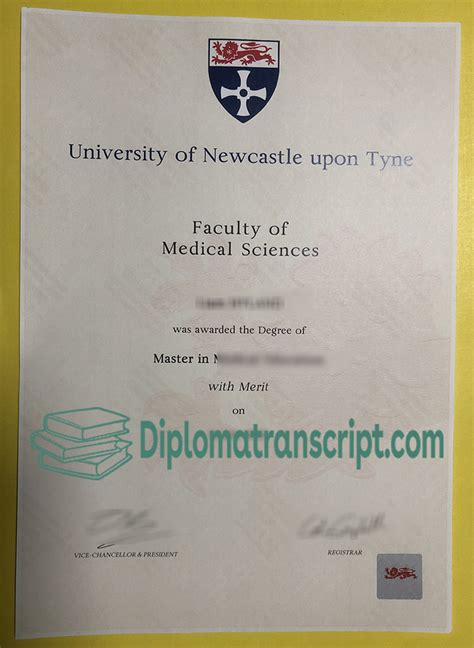 University of Newcastle upon Tyne
Faculty of
Medical Sciences
was awarded the Degree of
Master in
with Merit
on
Diplomatranscript.com
VICE-CHANCELLOR & PRESIDENT
REGISTRAR